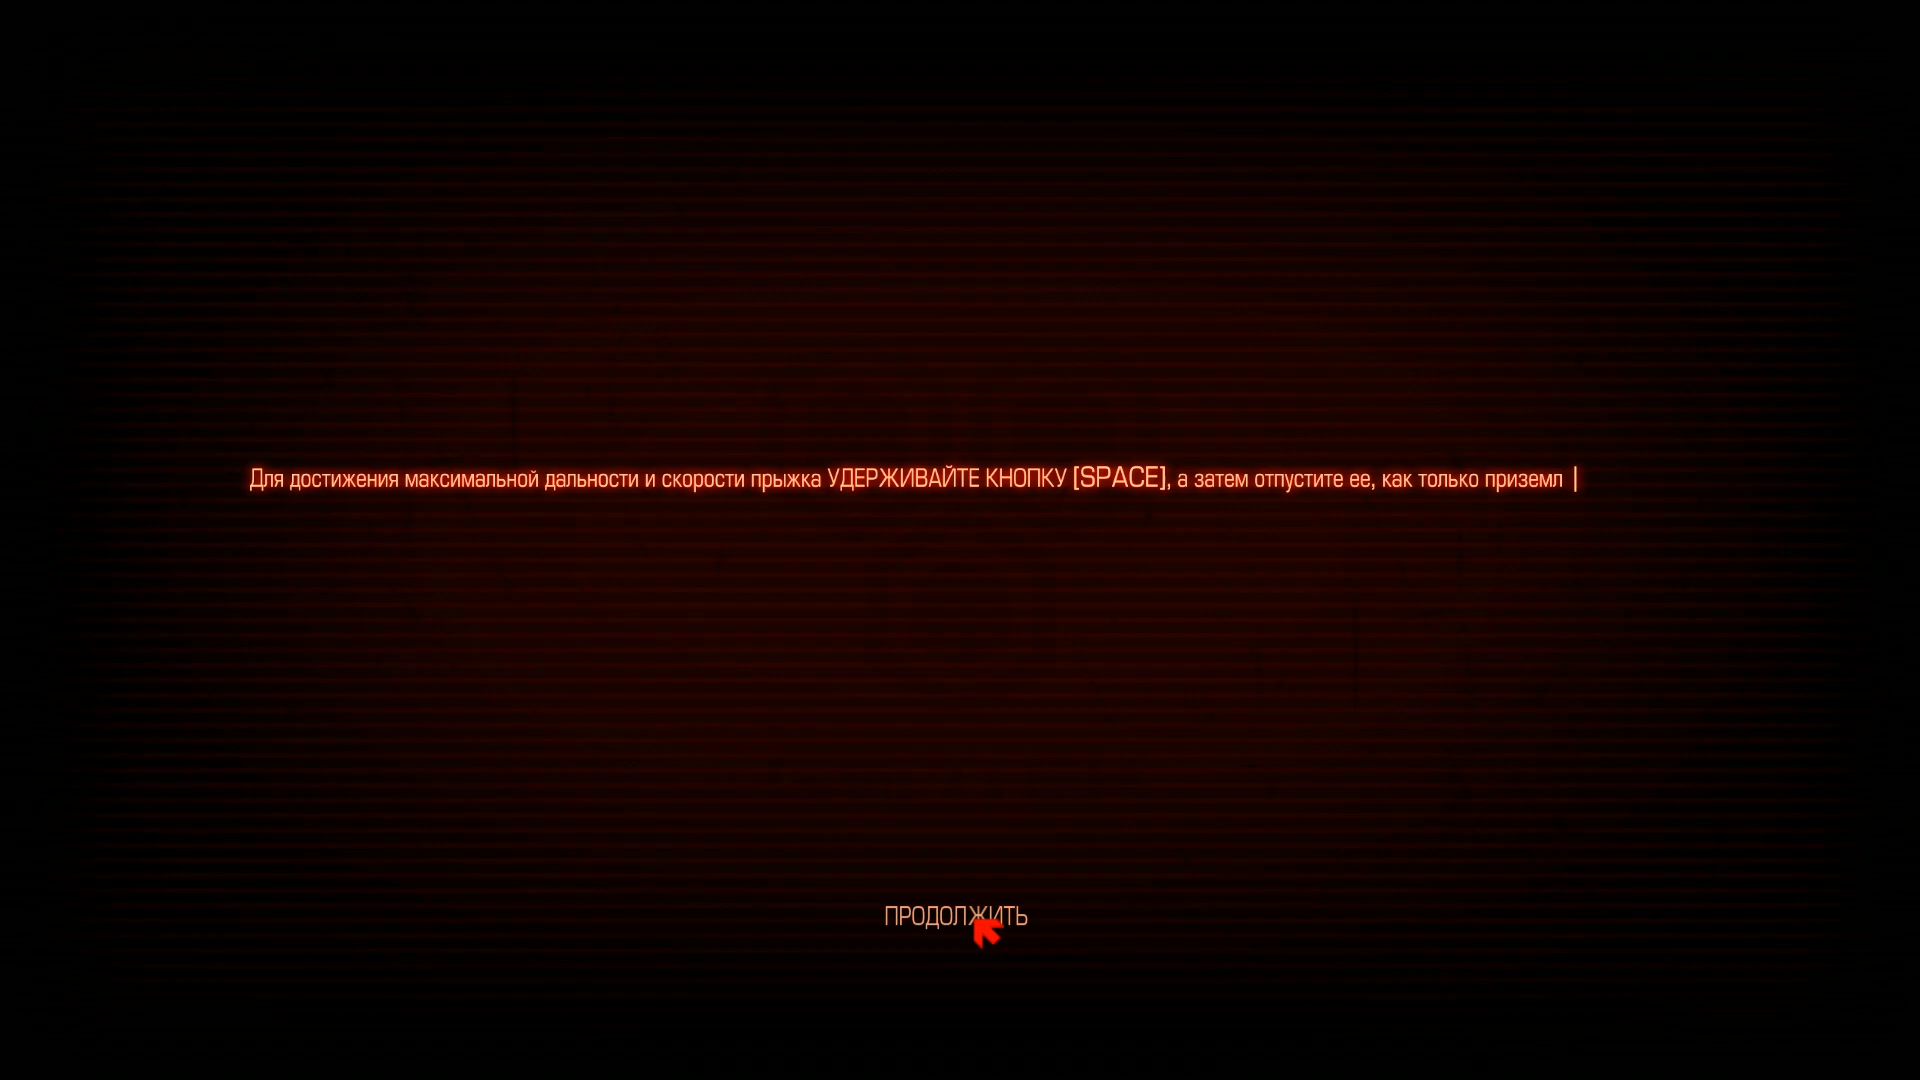 Для достижения максимальной дальности и скорости прыжка УДЕРЖИВАЙТЕ КНОПКУ [SPACE], а затем отпустите ее, как только приземл
ПРОДОЛЖИТЬ